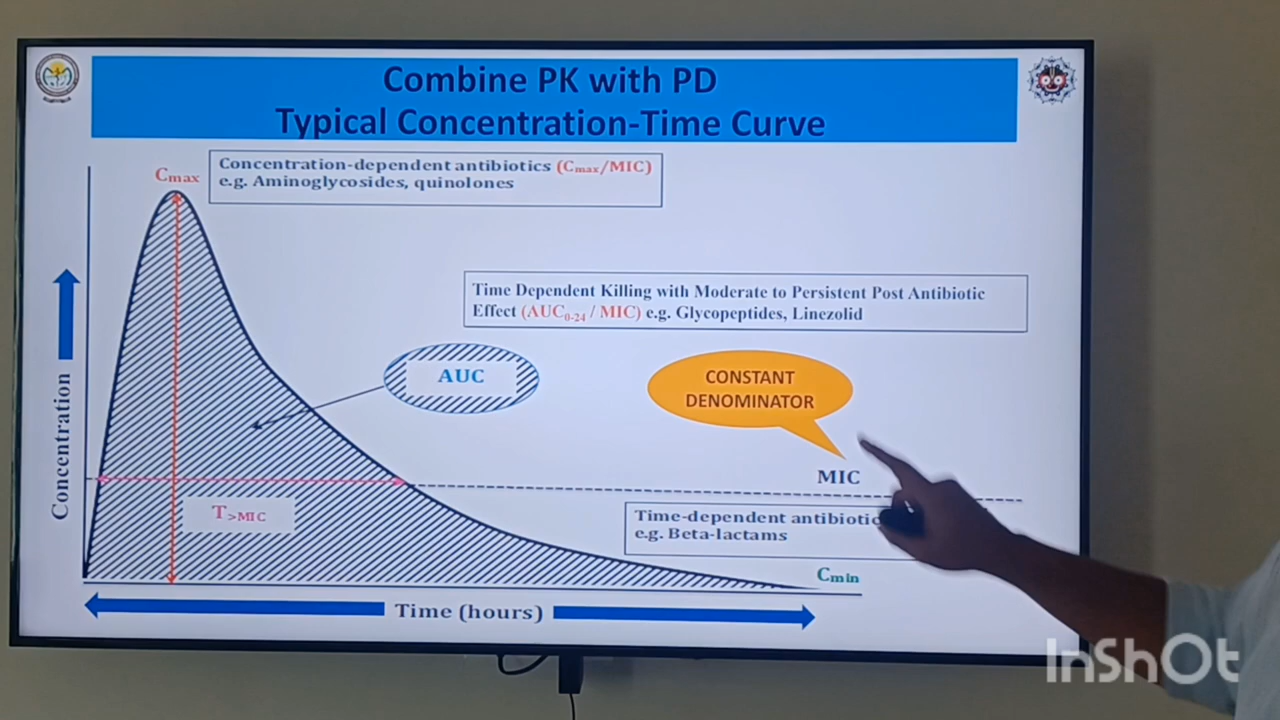 Combine PK with PD
Typical Concentration-Time Curve
Cmax
Concentration-dependent antibiotics (Cmax/MIC)
e.g. Aminoglycosides, quinolones
Time Dependent Killing with Moderate to Persistent Post Antibiotic
Effect (AUC0-24 / MIC) e.g. Glycopeptides, Linezolid
AUC
CONSTANT
DENOMINATOR
MIC
Concentration
T>MIC
Time-dependent
e.g. Beta-lactams
Cmin
Time (hours)
InShOt